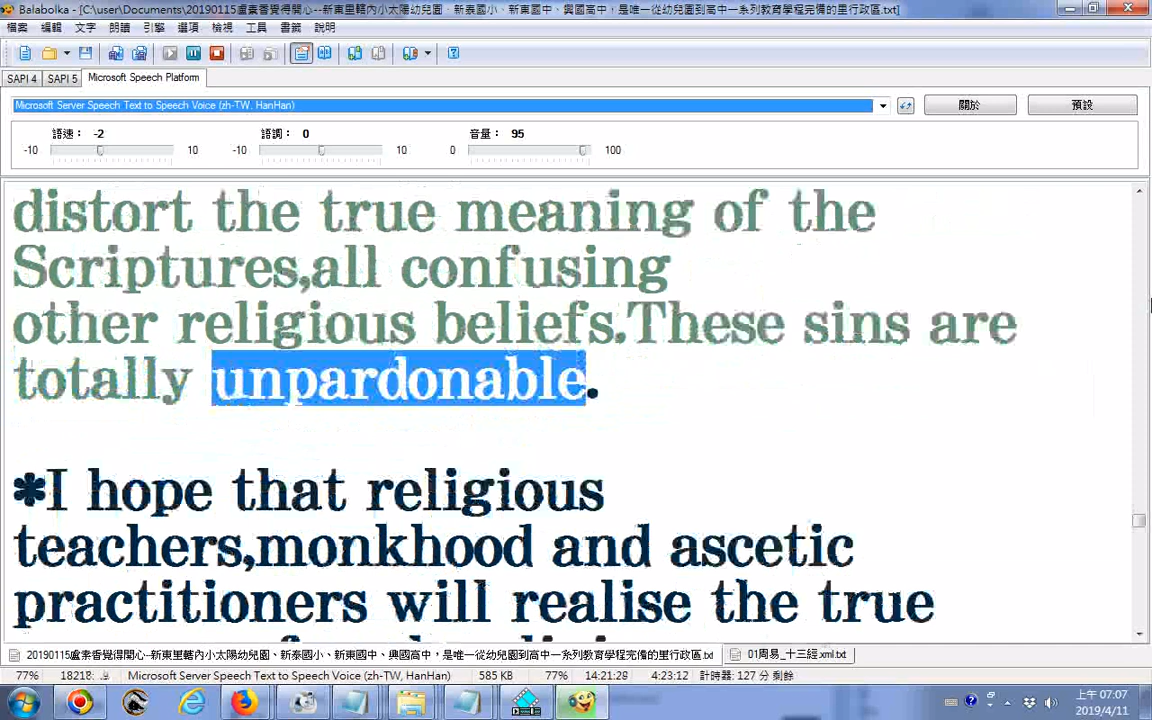 Balabolka - [C:\user\Documents\20190115盧素香覺得開心--新東里轄內小太陽幼兒園、新泰國小、新東國中、興國高中，是唯一從幼兒園到高中一系列教育學程完備的里行政區.txt]
檔案 編輯 文字 朗讀 引擎 選項 檢視 工具 書籤 說明
SAPI 4 SAPI 5 Microsoft Speech Platform
Microsoft Server Speech Text to Speech Voice (zh-TW, HanHan)
關於 預設
語速： -2 語調： 0 音量： 95
-10 10 -10 10 0 100
distort the true meaning of the
Scriptures,all confusing
other religious beliefs.These sins are
totally unpardonable.
*I hope that religious
teachers,monkhood and ascetic
practitioners will realise the true
20190115盧素香覺得開心--新東里轄內小太陽幼兒園、新泰國小、新東國中、興國高中，是唯一從幼兒園到高中一系列教育學程完備的里行政區.txt 01周易_十三經.xml.txt
77% 18218: Microsoft Server Speech Text to Speech Voice (zh-TW, HanHan) 585 KB 77% 14:21:28 4:23:12 計時器： 127 分 剩餘
上午 07:07
2019/4/11